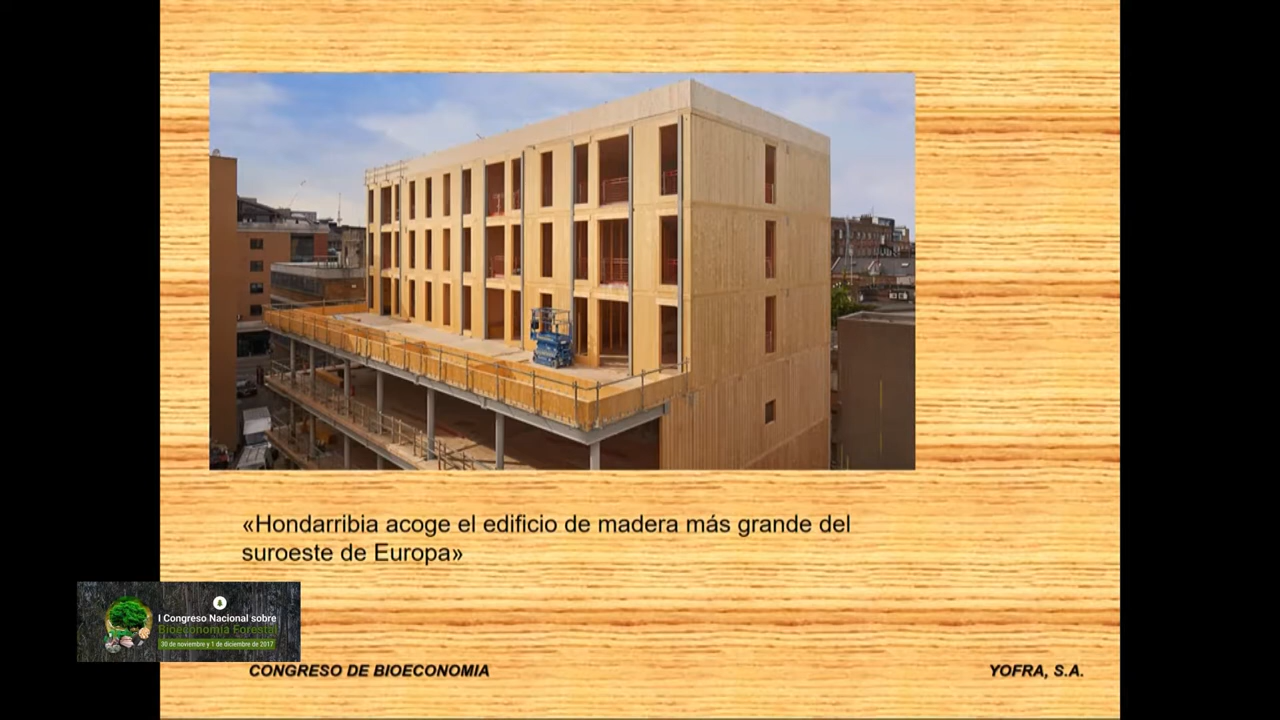 «Hondarribia acoge el edificio de madera más grande del
suroeste de Europa»
I Congreso Nacional sobre
Bioeconomía Forestal
30 de noviembre y 1 de diciembre de 2017
CONGRESO DE BIOECONOMIA
YOFRA, S.A.